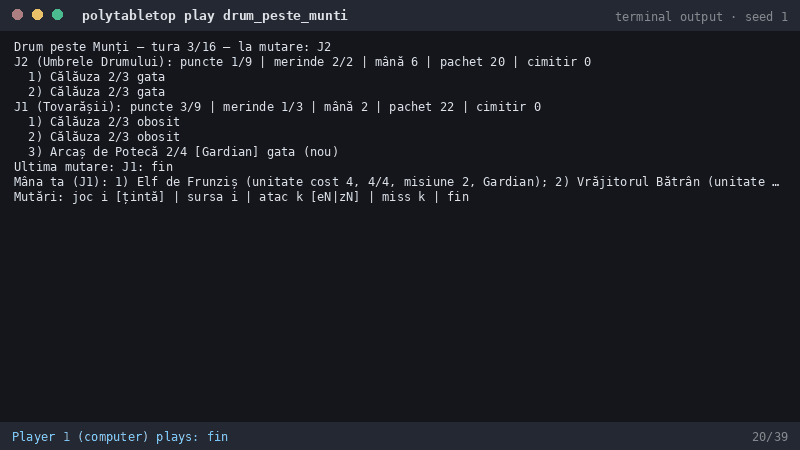 polytabletop play drum_peste_munti
terminal output · seed 1
Drum peste Munți — tura 3/16 — la mutare: J2
J2 (Umbrele Drumului): puncte 1/9 | merinde 2/2 | mână 6 | pachet 20 | cimitir 0
1) Călăuza 2/3 gata
2) Călăuza 2/3 gata
J1 (Tovarășii): puncte 3/9 | merinde 1/3 | mână 2 | pachet 22 | cimitir 0
1) Călăuza 2/3 obosit
2) Călăuza 2/3 obosit
3) Arcaș de Potecă 2/4 [Gardian] gata (nou)
Ultima mutare: J1: fin
Mâna ta (J1): 1) Elf de Frunziș (unitate cost 4, 4/4, misiune 2, Gardian); 2) Vrăjitorul Bătrân (unitate …
Mutări: joc i [țintă] | sursa i | atac k [eN|zN] | miss k | fin
Player 1 (computer) plays: fin
20/39